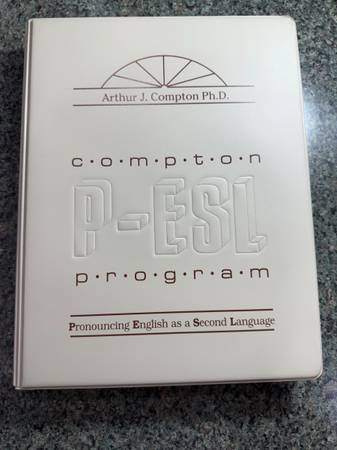 Arthur J. Compton Ph.D.
c·o·m·p·t·o·n
P-ESL
p·r·o·g·r·a·m
Pronouncing English as a Second Language